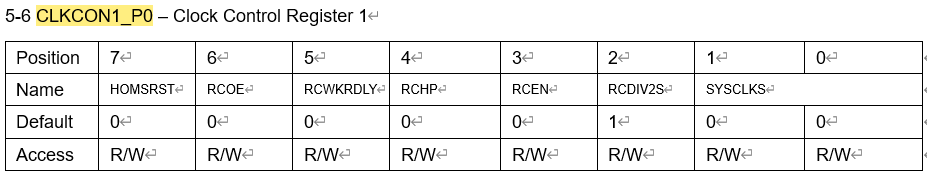 5-6 CLKCON1_P0 – Clock Control Register 1
Position 7 6 5 4 3 2 1 0
Name HOMSRST RCOE RCWKRDLY RCHP RCEN RCDIV2S SYSCLKS
Default 0 0 0 0 0 1 0 0
Access R/W R/W R/W R/W R/W R/W R/W R/W